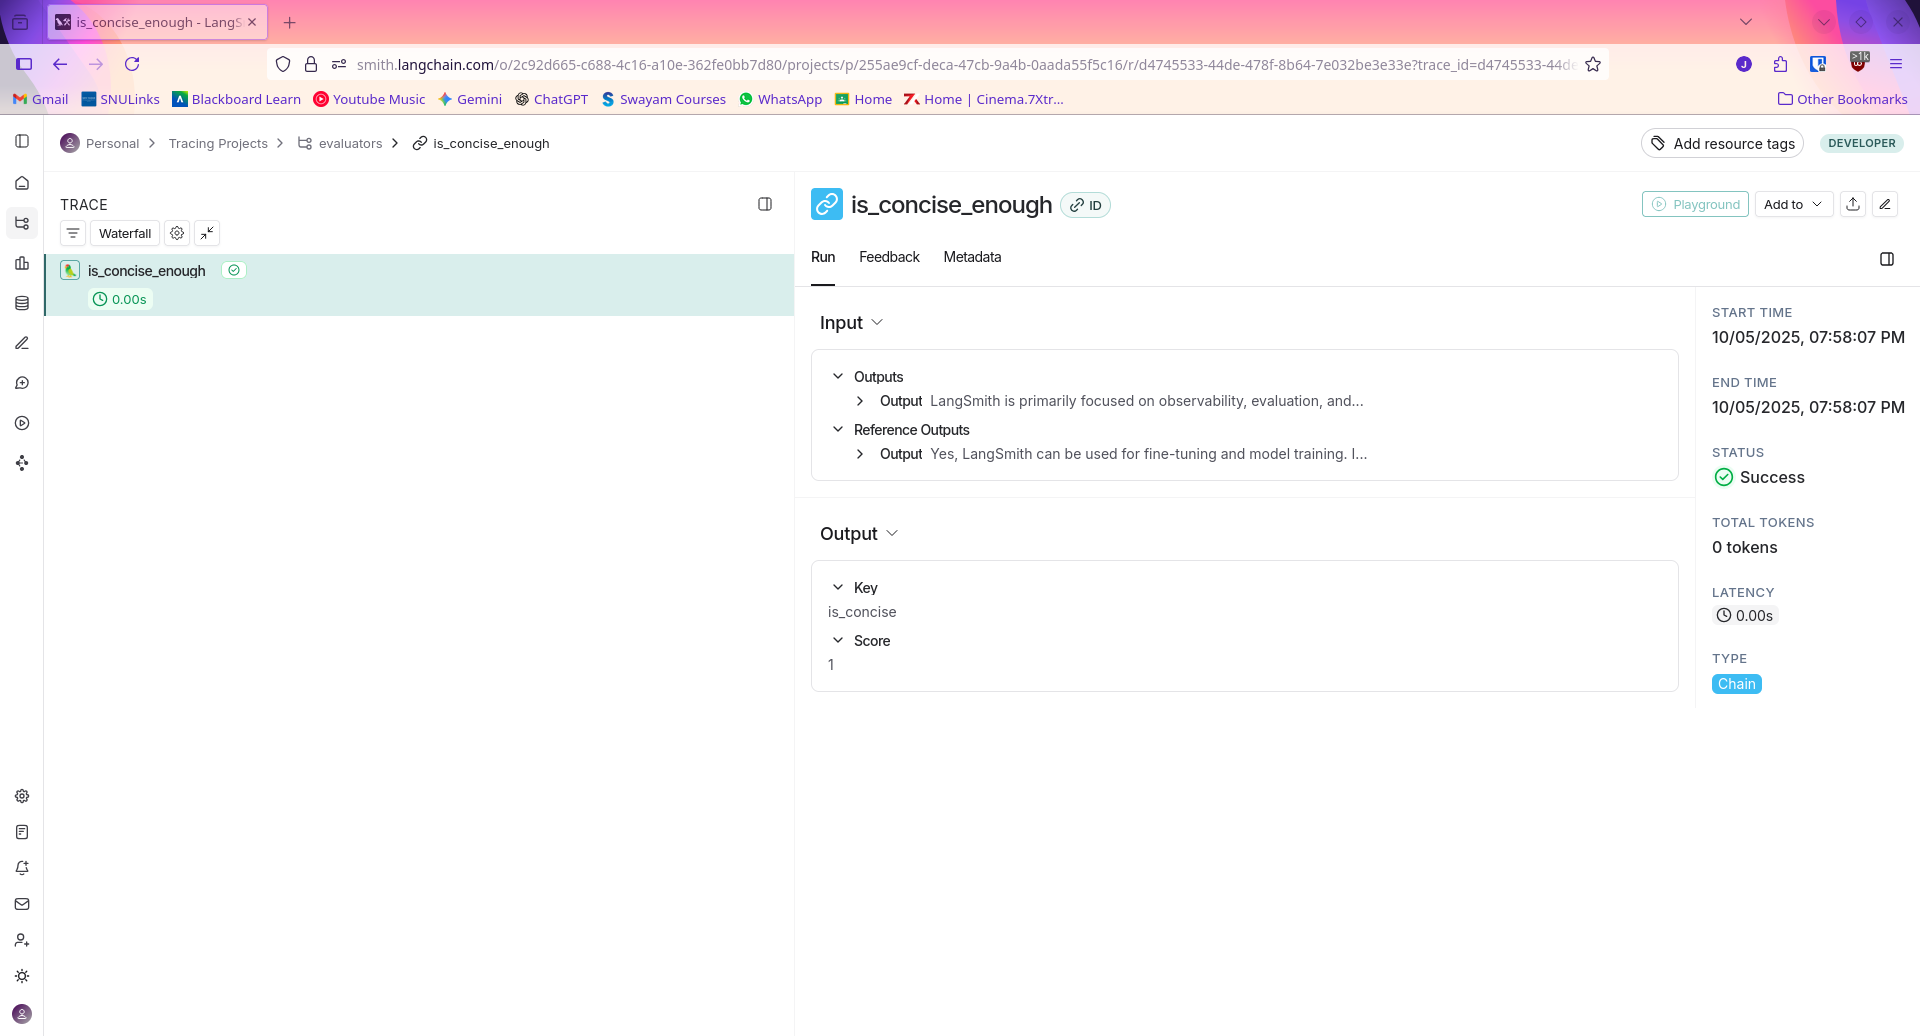 is_concise_enough - LangS
smith.langchain.com/o/2c92d665-c688-4c16-a10e-362fe0bb7d80/projects/p/255ae9cf-deca-47cb-9a4b-0aada55f5c16/r/d4745533-44de-478f-8b64-7e032be3e33e?trace_id=d4745533-44de
J
>1k
Gmail SNULinks Blackboard Learn Youtube Music Gemini ChatGPT Swayam Courses WhatsApp Home Home | Cinema.7Xtr... Other Bookmarks
Personal Tracing Projects evaluators is_concise_enough Add resource tags DEVELOPER
TRACE
Waterfall
is_concise_enough
0.00s
is_concise_enough ID Playground Add to
Run Feedback Metadata
Input
Outputs
Output LangSmith is primarily focused on observability, evaluation, and...
Reference Outputs
Output Yes, LangSmith can be used for fine-tuning and model training. I...
Output
Key
is_concise
Score
1
START TIME
10/05/2025, 07:58:07 PM
END TIME
10/05/2025, 07:58:07 PM
STATUS
Success
TOTAL TOKENS
0 tokens
LATENCY
0.00s
TYPE
Chain